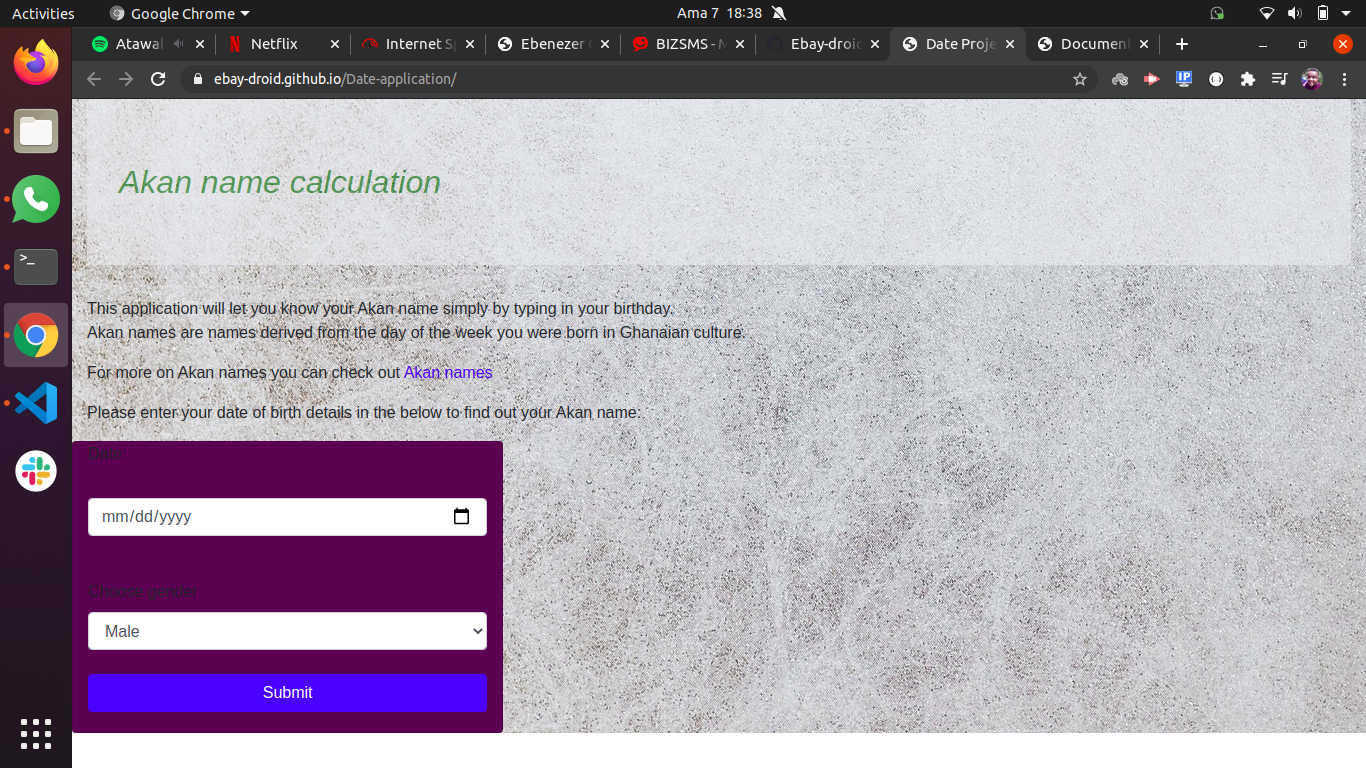 Activities
Google Chrome
Ama 7 18:38
Atawal
Netflix
Internet Sp
Ebenezer
BIZSMS - M
Ebay-droid
Date Proje
Document
ebay-droid.github.io/Date-application/
IP
Akan name calculation
This application will let you know your Akan name simply by typing in your birthday.
Akan names are names derived from the day of the week you were born in Ghanaian culture.
For more on Akan names you can check out Akan names
Please enter your date of birth details in the below to find out your Akan name:
Date:
mm/dd/yyyy
Choose gender
Male
Submit